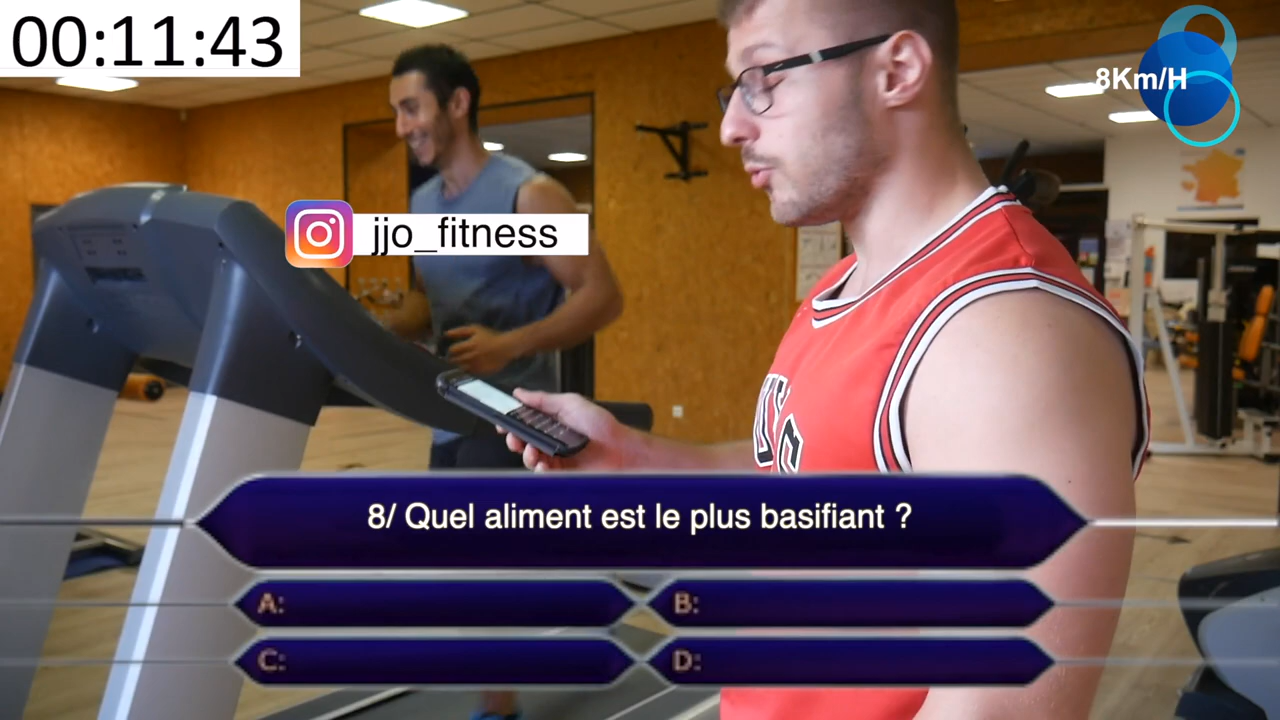 00:11:43
8Km/H
jjo_fitness
8/ Quel aliment est le plus basifiant ?
A:
B:
C:
D: